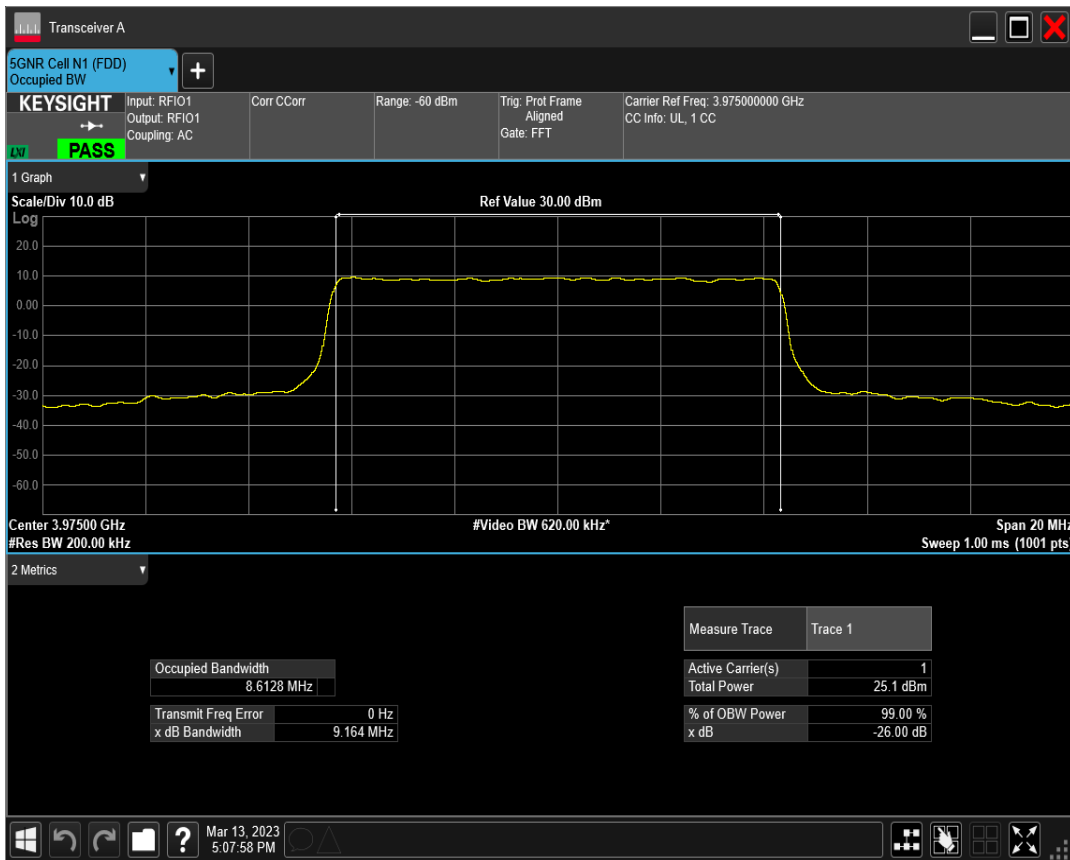 Transceiver A
5GNR Cell N1 (FDD)
Occupied BW
+
KEYSIGHT
LXI
PASS
Input: RFIO1
Output: RFIO1
Coupling: AC
Corr CCorr
Range: -60 dBm
Trig: Prot Frame
Aligned
Gate: FFT
Carrier Ref Freq: 3.975000000 GHz
CC Info: UL, 1 CC
1 Graph
Scale/Div 10.0 dB
Ref Value 30.00 dBm
Log
20.0
10.0
0.00
-10.0
-20.0
-30.0
-40.0
-50.0
-60.0
Center 3.97500 GHz
#Video BW 620.00 kHz*
Span 20 MHz
#Res BW 200.00 kHz
Sweep 1.00 ms (1001 pts)
2 Metrics
Measure Trace Trace 1
Occupied Bandwidth
8.6128 MHz
Active Carrier(s) 1
Total Power 25.1 dBm
Transmit Freq Error 0 Hz
x dB Bandwidth 9.164 MHz
% of OBW Power 99.00 %
x dB -26.00 dB
?
Mar 13, 2023
5:07:58 PM